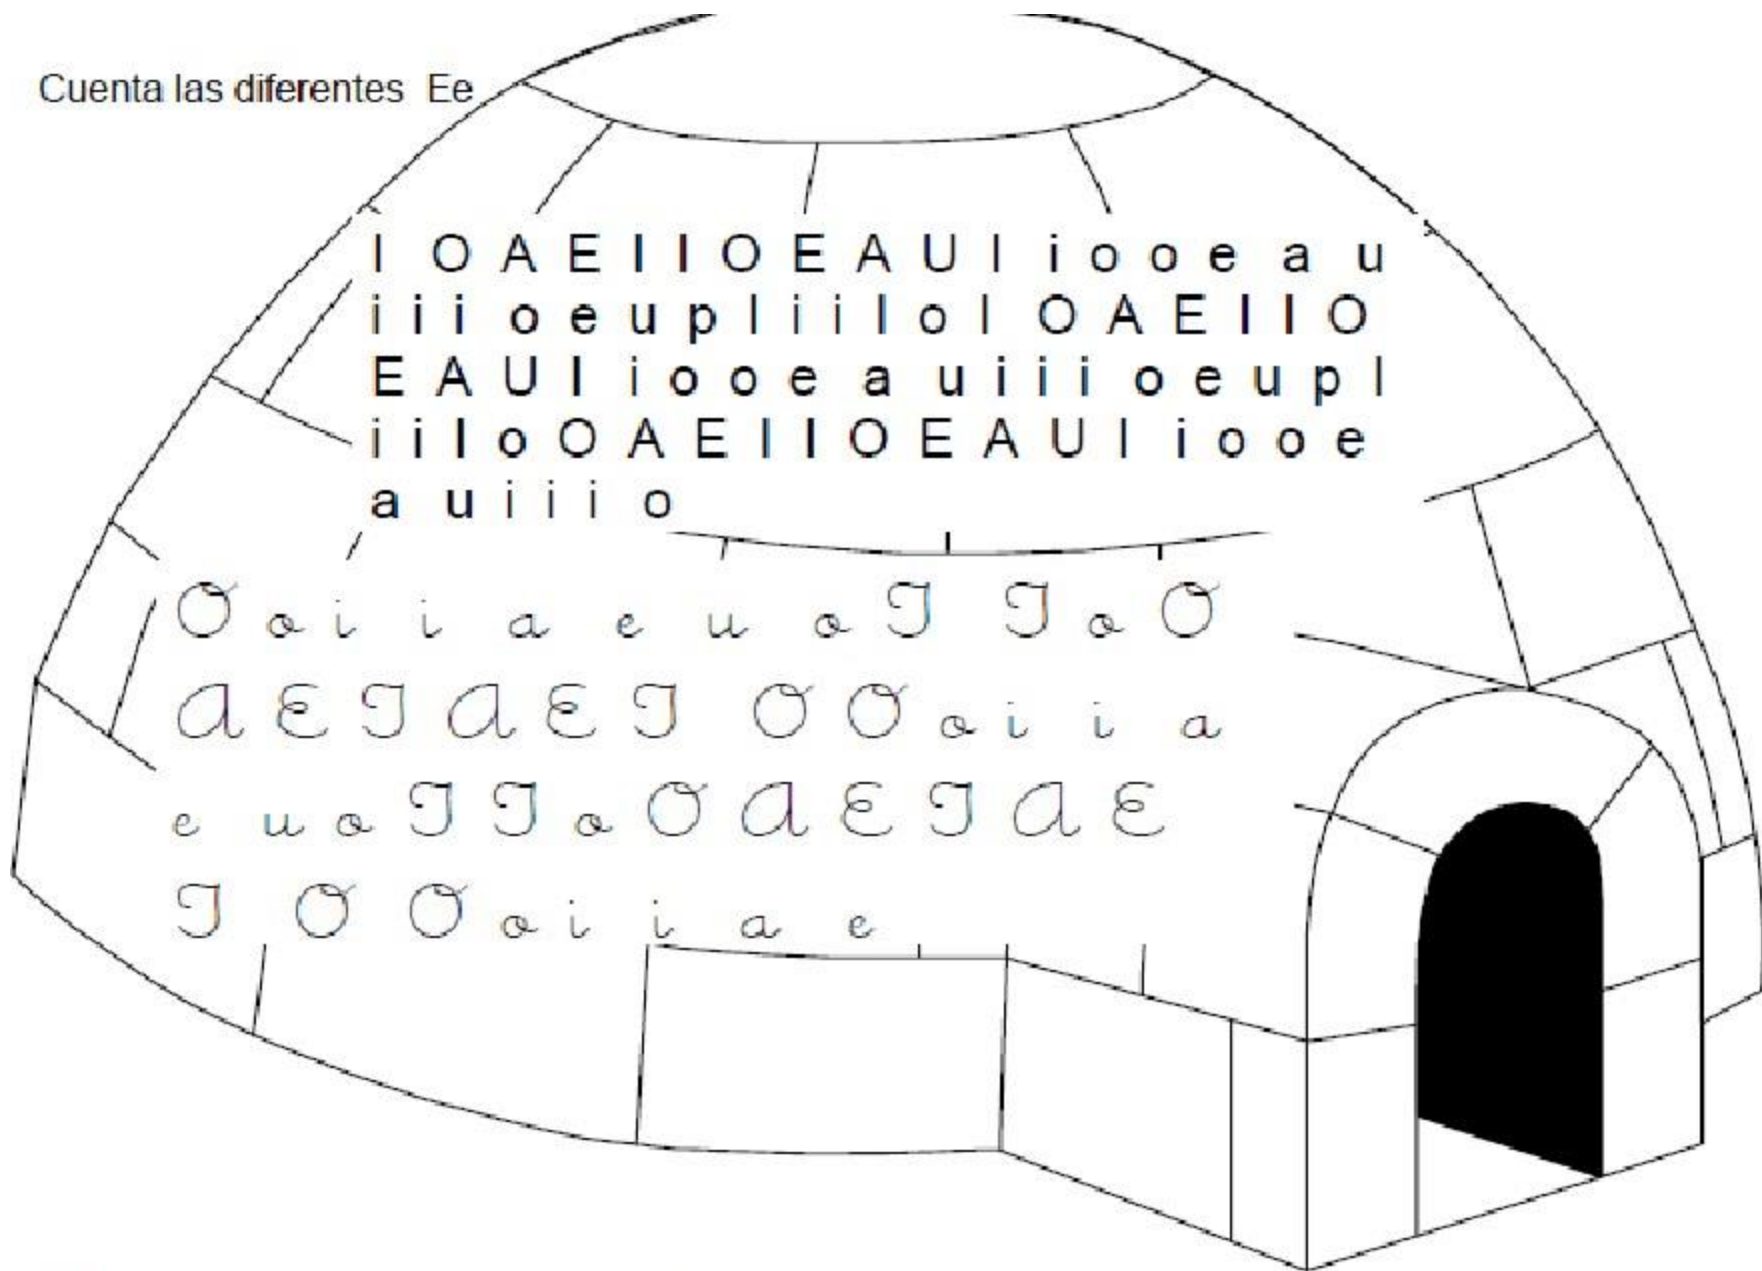 Cuenta las diferentes Ee
I O A E I I O E A U I i o o e a u
i i i o e u p l i i l o l O A E I I O
E A U I i o o e a u i i i o e u p l
i i l o O A E I I O E A U I i o o e
a u i i i o
O o i i a e u o I I o O
A E I A E I O O o i i a
e u o I I o O A E I A E
I O O o i i a e